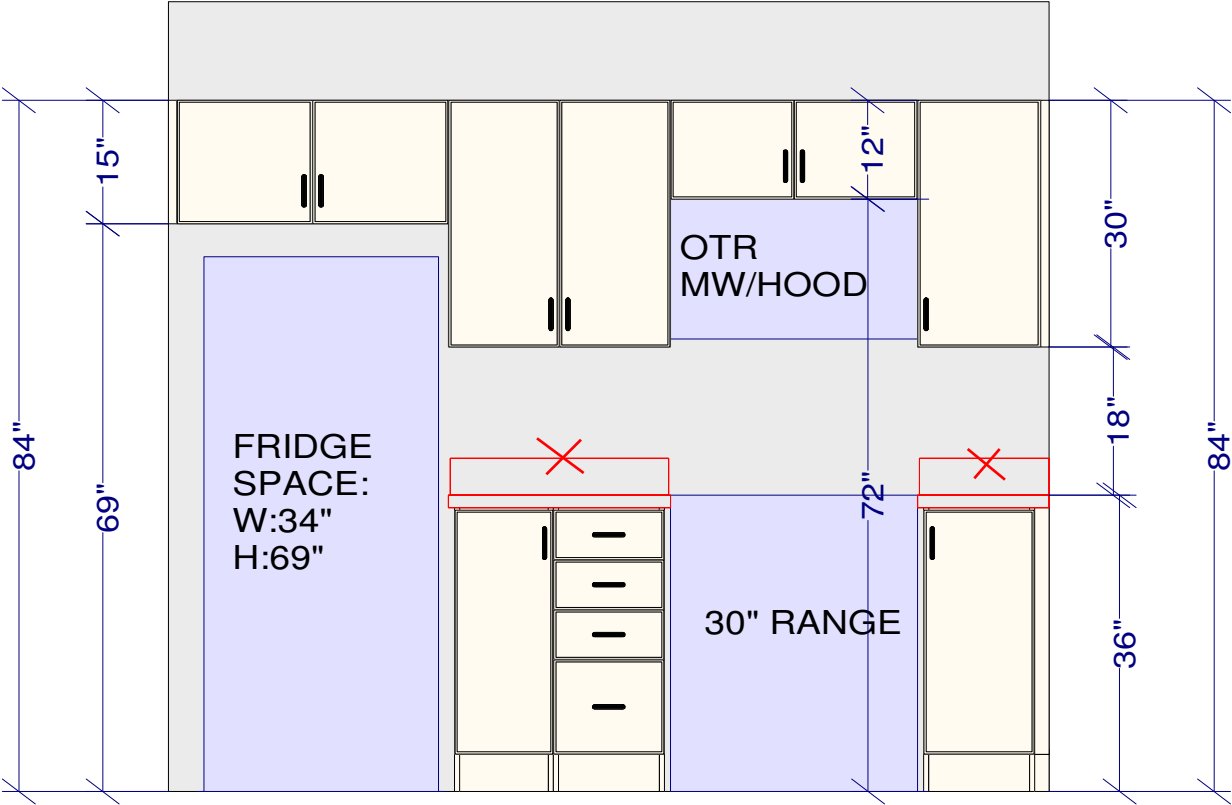 15"
12"
30"
OTR
MW/HOOD
18"
84"
FRIDGE
SPACE:
W:34"
H:69"
69"
72"
84"
30" RANGE
36"